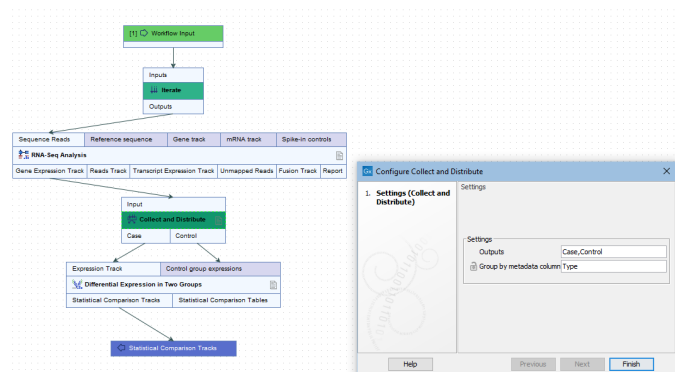 [1] Workflow Input
Inputs
Iterate
Outputs
Sequence Reads Reference sequence Gene track mRNA track Spike-in controls
RNA-Seq Analysis
Gene Expression Track Reads Track Transcript Expression Track Unmapped Reads Fusion Track Report
Input
Collect and Distribute
Case Control
Expression Track Control group expressions
Differential Expression in Two Groups
Statistical Comparison Tracks Statistical Comparison Tables
Statistical Comparison Tracks
Gx Configure Collect and Distribute
1. Settings (Collect and
Distribute)
Settings
Settings
Outputs Case,Control
Group by metadata column Type
Help Previous Next Finish